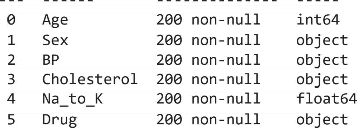 --- ------ -------------- -----
0 Age 200 non-null int64
1 Sex 200 non-null object
2 BP 200 non-null object
3 Cholesterol 200 non-null object
4 Na_to_K 200 non-null float64
5 Drug 200 non-null object